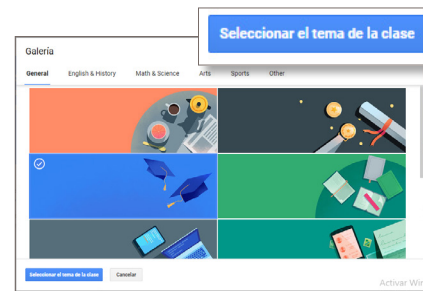 Seleccionar el tema de la clase
Galería
General English & History Math & Science Arts Sports Other
Seleccionar el tema de la clase Cancelar
Activar Win